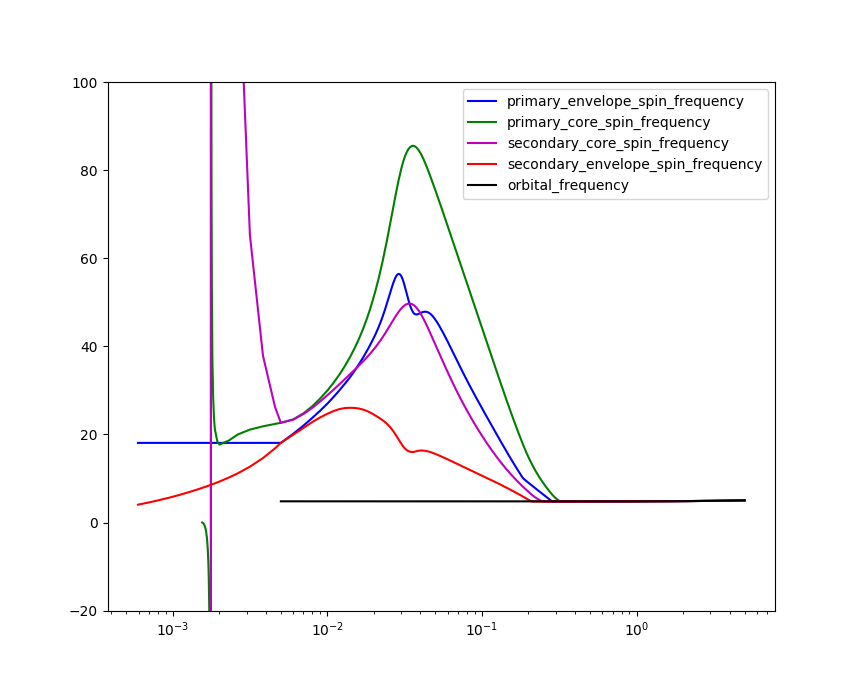 100
80
60
40
20
0
−20
primary_envelope_spin_frequency
primary_core_spin_frequency
secondary_core_spin_frequency
secondary_envelope_spin_frequency
orbital_frequency
10⁻³ 10⁻² 10⁻¹ 10⁰